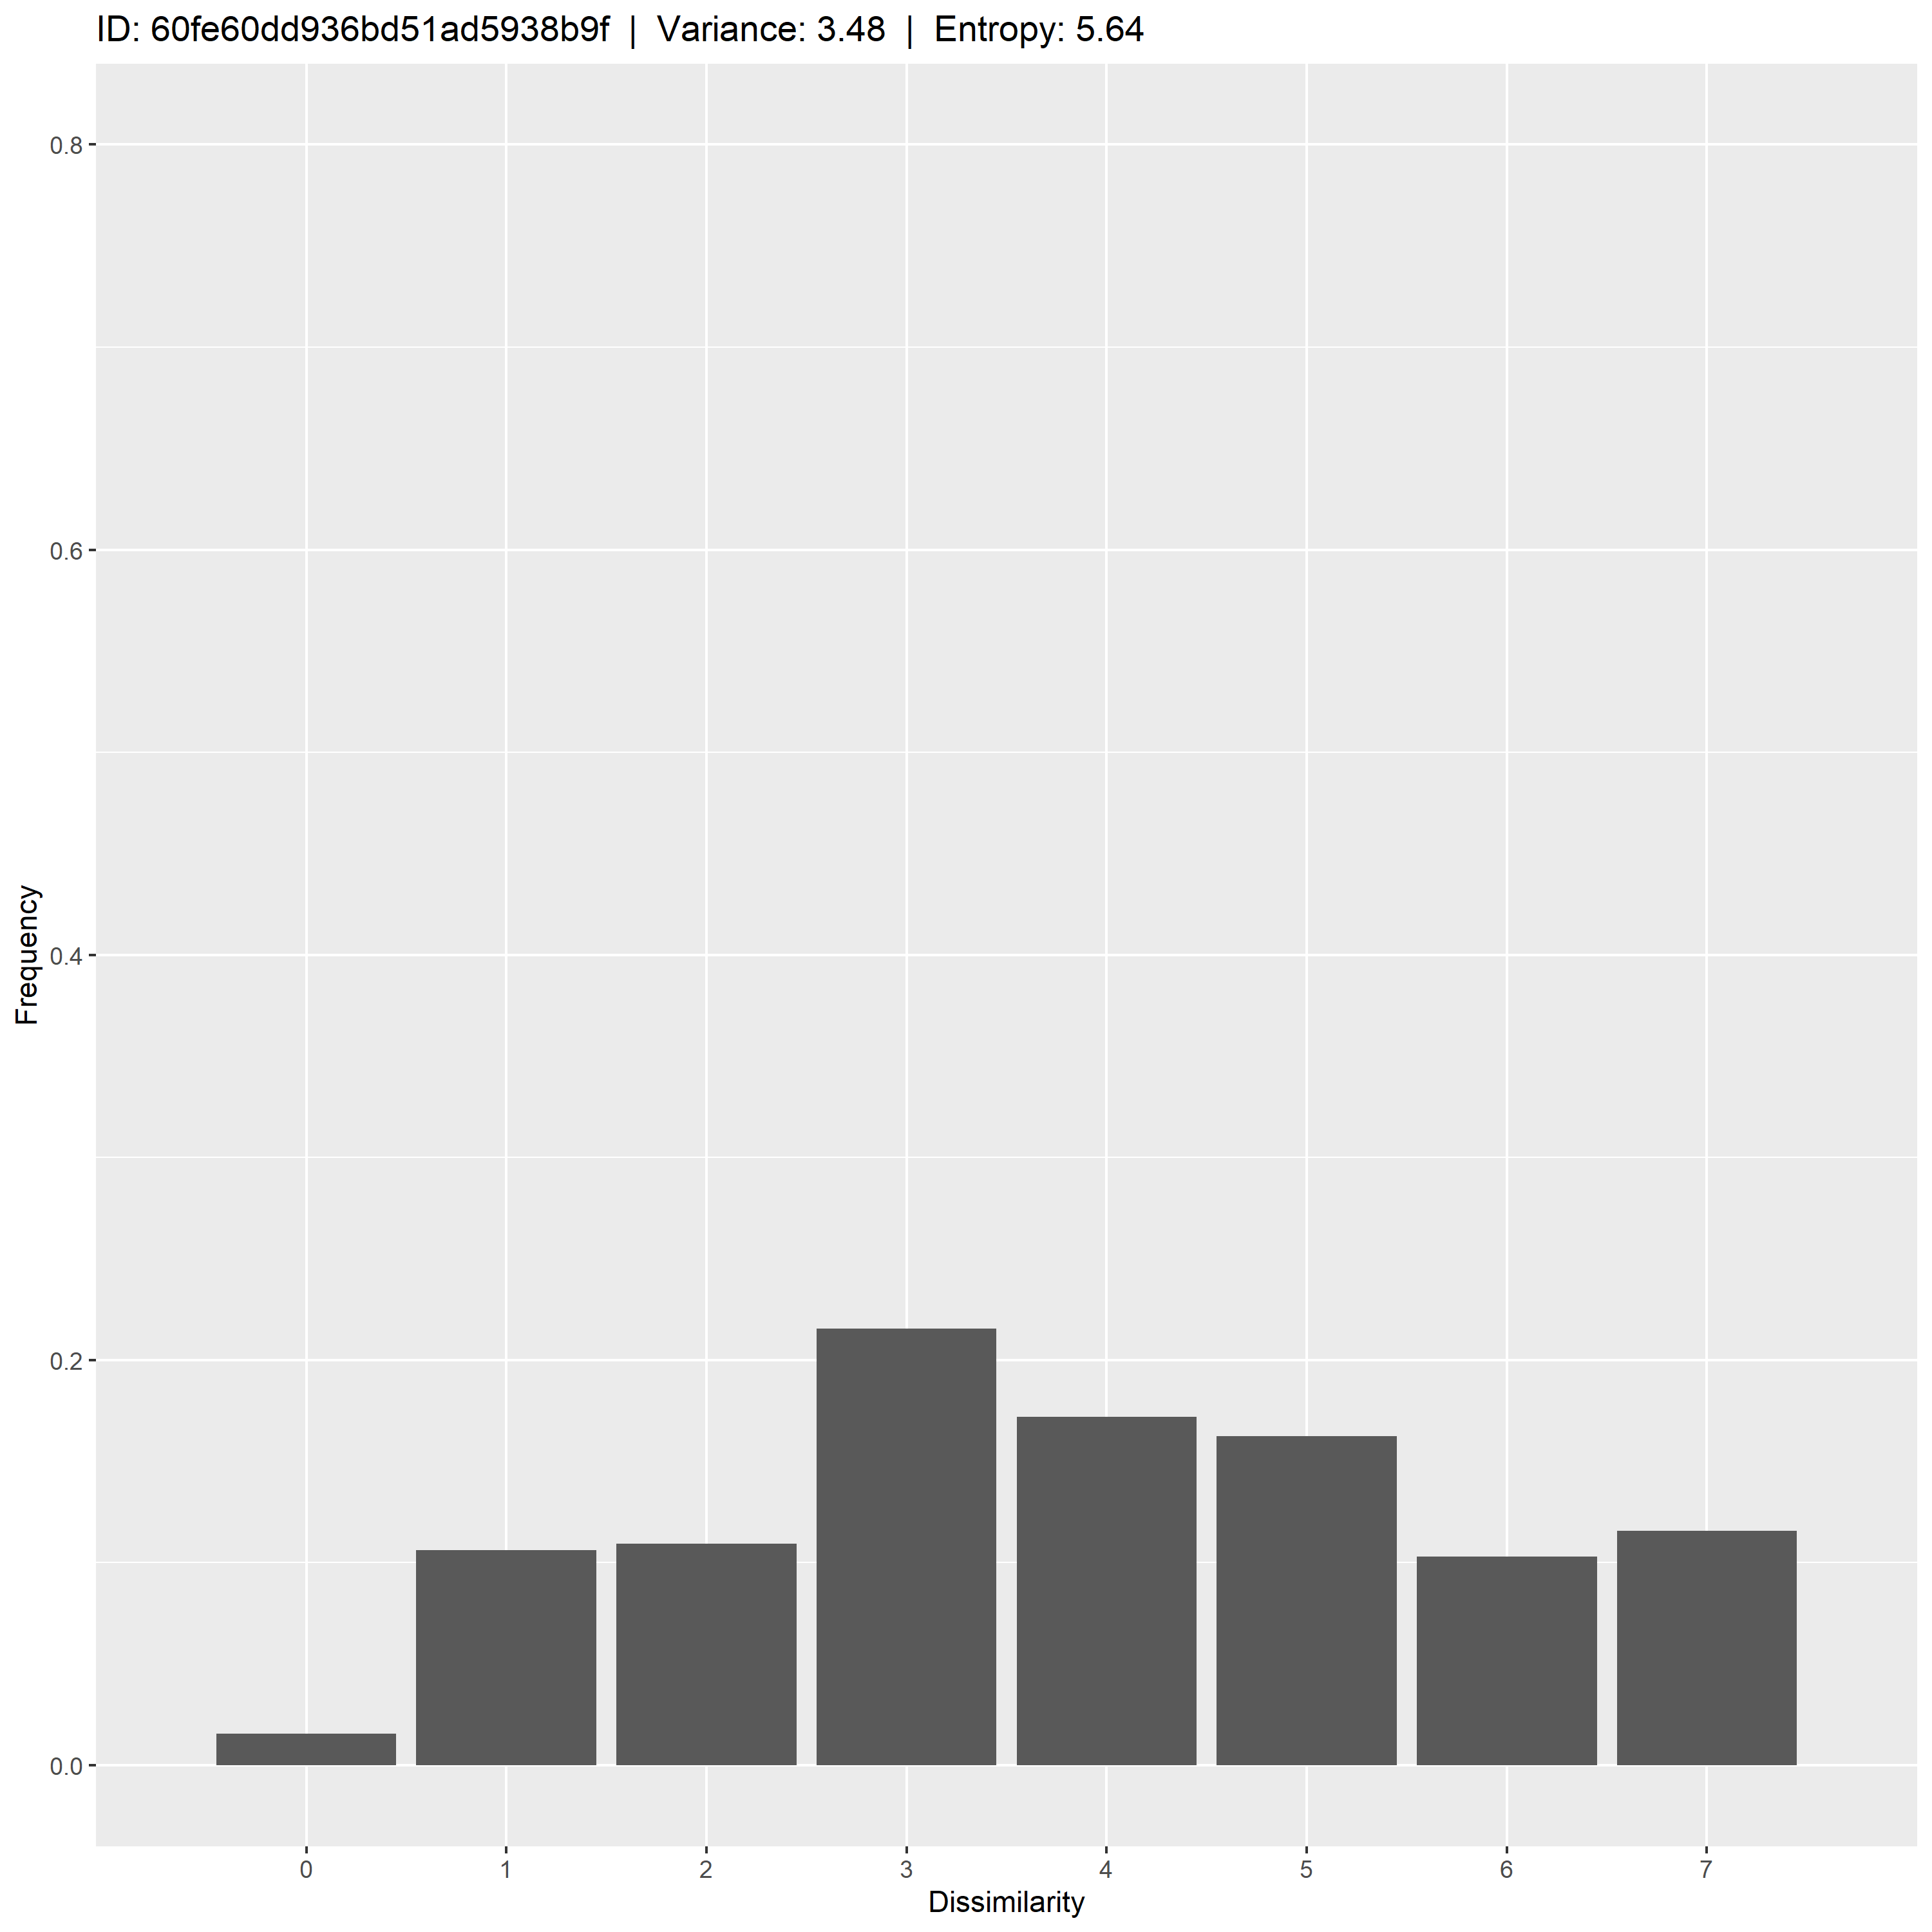 ID: 60fe60dd936bd51ad5938b9f | Variance: 3.48 | Entropy: 5.64
Frequency
0.8
0.6
0.4
0.2
0.0
0 1 2 3 4 5 6 7
Dissimilarity